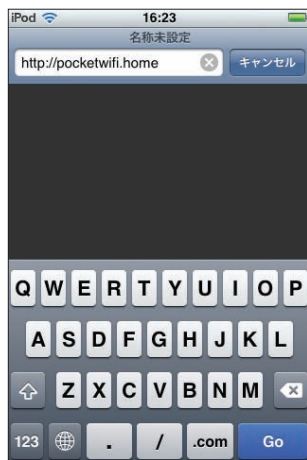 iPod 16:23
名称未設定
http://pocketwifi.home キャンセル
Q W E R T Y U I O P
A S D F G H J K L
Z X C V B N M
123 . / .com Go